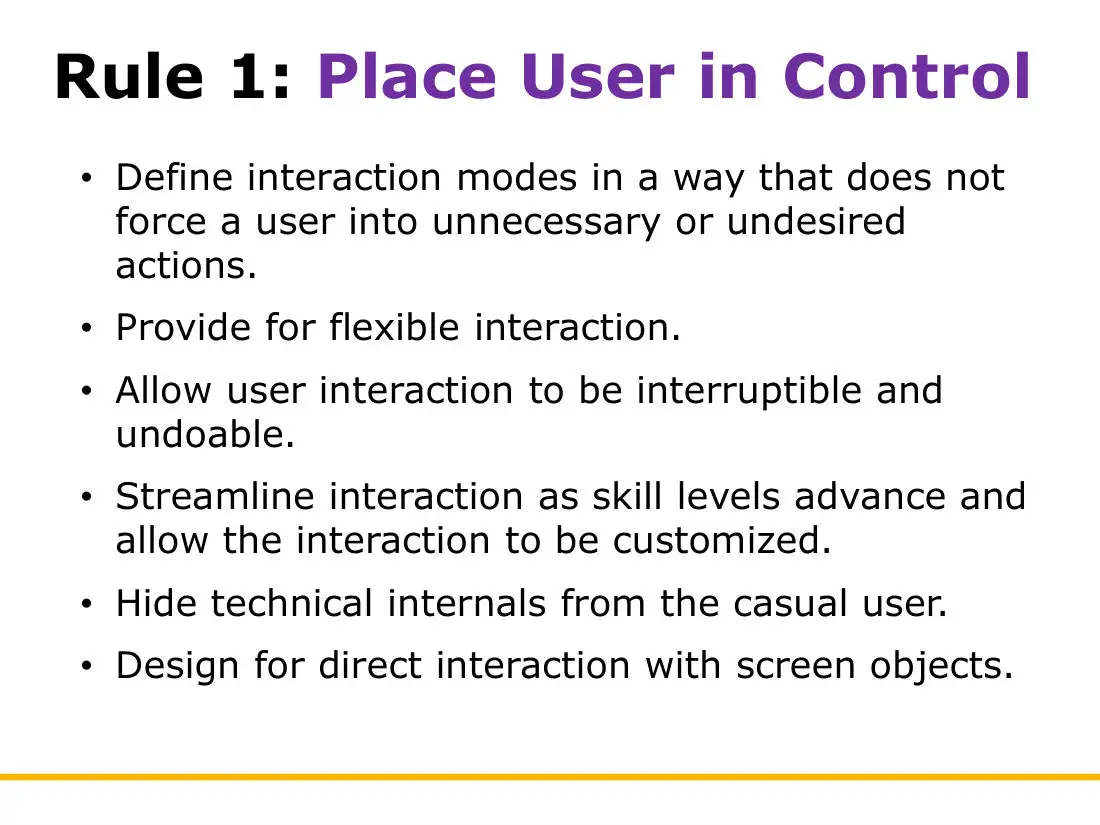 Rule 1: Place User in Control
• Define interaction modes in a way that does not
force a user into unnecessary or undesired
actions.
• Provide for flexible interaction.
• Allow user interaction to be interruptible and
undoable.
• Streamline interaction as skill levels advance and
allow the interaction to be customized.
• Hide technical internals from the casual user.
• Design for direct interaction with screen objects.